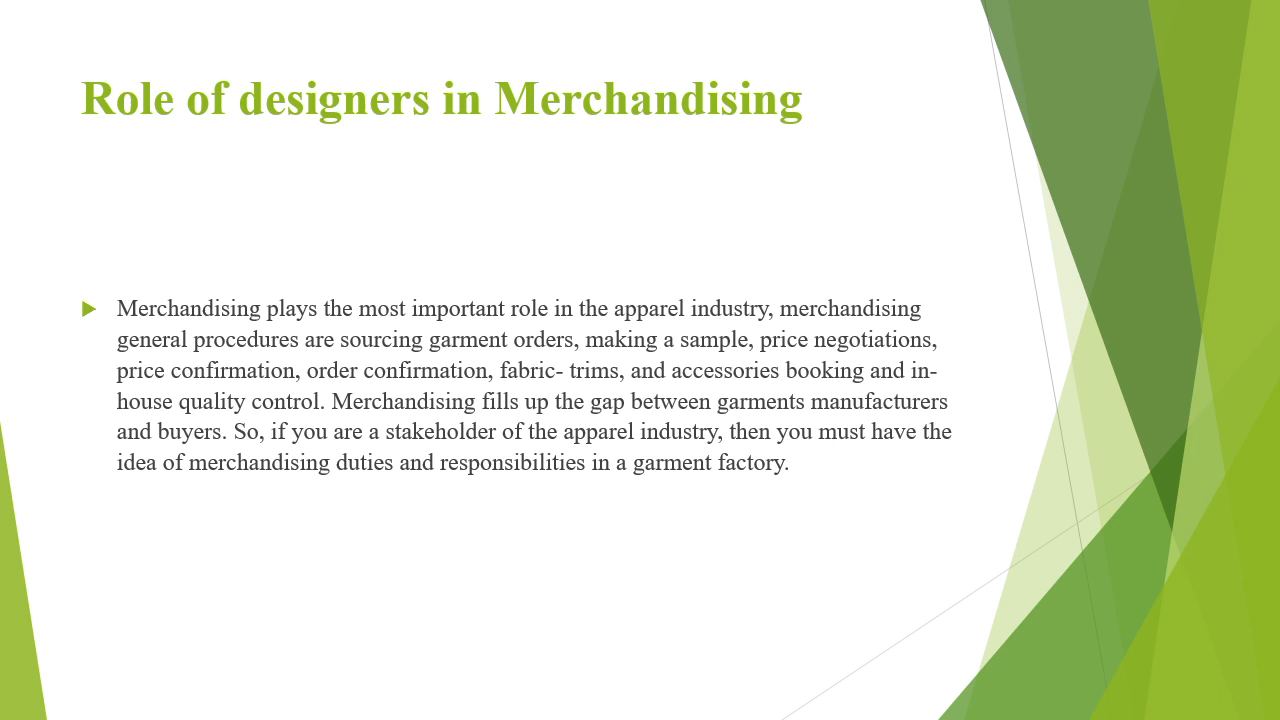 Role of designers in Merchandising
Merchandising plays the most important role in the apparel industry, merchandising
general procedures are sourcing garment orders, making a sample, price negotiations,
price confirmation, order confirmation, fabric- trims, and accessories booking and in-
house quality control. Merchandising fills up the gap between garments manufacturers
and buyers. So, if you are a stakeholder of the apparel industry, then you must have the
idea of merchandising duties and responsibilities in a garment factory.